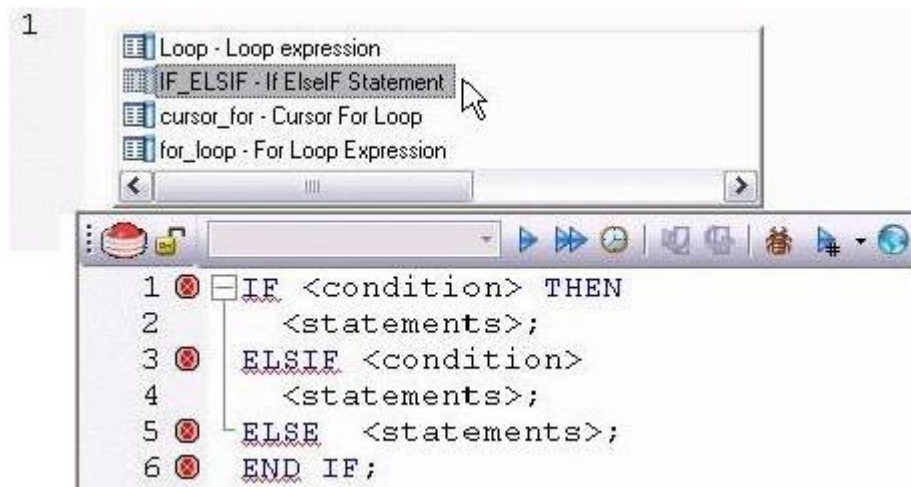 1
Loop - Loop expression
IF_ELSIF - If ElseIF Statement
cursor_for - Cursor For Loop
for_loop - For Loop Expression
1 IF <condition> THEN
2 <statements>;
3 ELSIF <condition>
4 <statements>;
5 ELSE <statements>;
6 END IF;